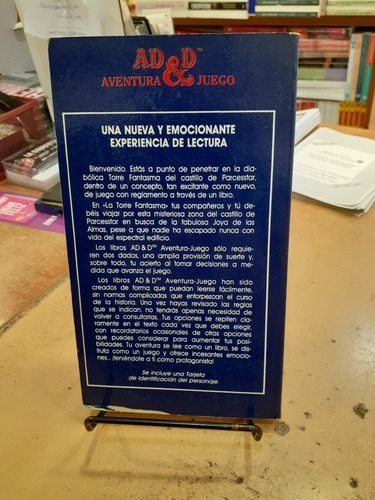 AD&D™
AVENTURA JUEGO
UNA NUEVA Y EMOCIONANTE
EXPERIENCIA DE LECTURA
Bienvenido. Estás a punto de penetrar en la dia-
bólica Torre Fantasma del castillo de Parcesstar,
dentro de un concepto, tan excitante como nuevo,
de juego con reglamento a través de un libro.
En «La Torre Fantasma» tus compañeros y tú de-
béis viajar por esta misteriosa zona del castillo de
Parcesstar en busca de la fabulosa Joya de las
Almas, pese a que nadie ha escapado nunca con
vida del espectral edificio.
Los libros AD & D™ Aventura-Juego sólo requie-
ren dos dados, una amplia provisión de suerte y,
sobre todo, tu acierto al tomar decisiones a me-
dida que avanza el juego.
Los libros AD & D™ Aventura-Juego han sido
creados de forma que puedan leerse fácilmente,
sin normas complicadas que entorpezcan el curso
de la historia. Una vez hayas revisado las reglas
que se indican, no tendrás apenas necesidad de
volver a consultarlas. Tus opciones se repiten cla-
ramente en el texto cada vez que debes elegir,
con recordatorios ocasionales de otras opciones
que puedes considerar para aumentar tus posi-
bilidades. Tu aventura se lee como un libro, se dis-
fruta como un juego y ofrece incesantes emocio-
nes... ¡teniéndote a ti como protagonista!
Se incluye una Tarjeta
de Identificación del personaje.